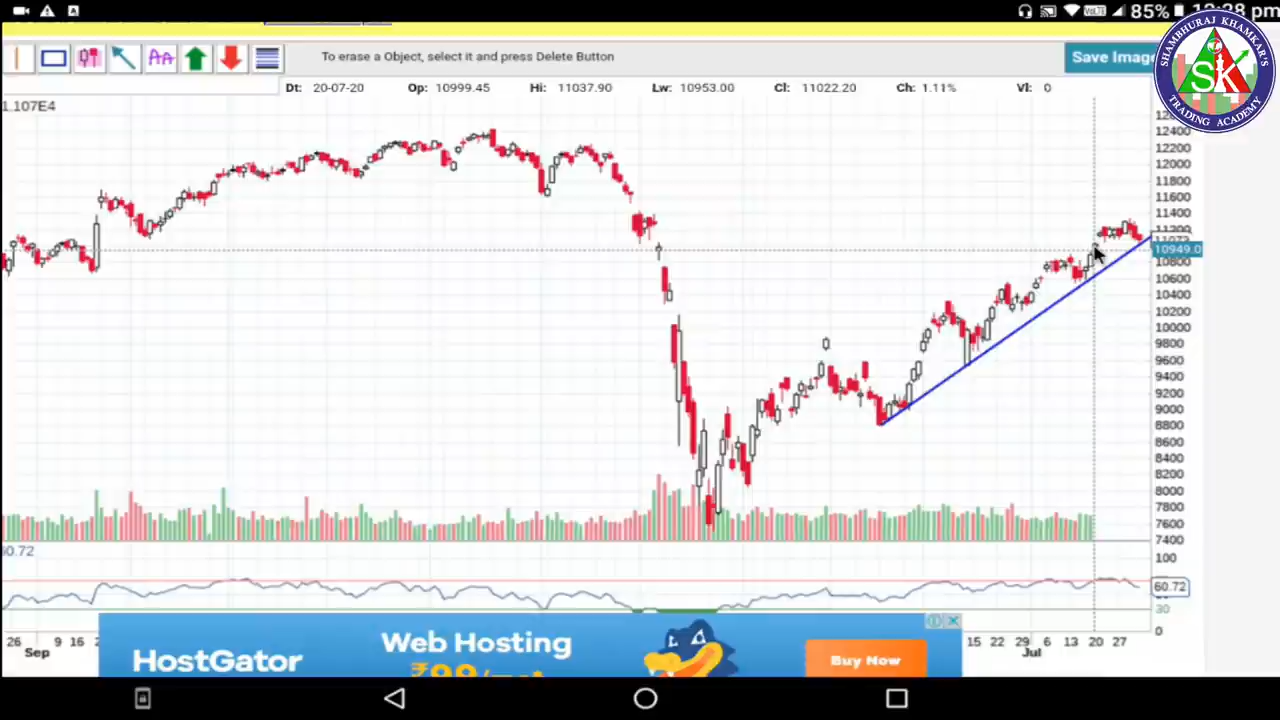 85%
To erase a Object, select it and press Delete Button
Save Imag
SHAMBHURAJ KHAMKAR'S
SK
TRADING ACADEMY
Dt: 20-07-20 Op: 10999.45 Hi: 11037.90 Lw: 10953.00 Cl: 11022.20 Ch: 1.11% Vl: 0
1.107E4
12400
12200
12000
11800
11600
11400
11200
10949.0
10800
10600
10400
10200
10000
9800
9600
9400
9200
9000
8800
8600
8400
8200
8000
7800
7600
7400
60.72
100
60.72
30
0
26 9 16 15 22 29 6 13 20 27
Sep Jul
HostGator
Web Hosting
Buy Now